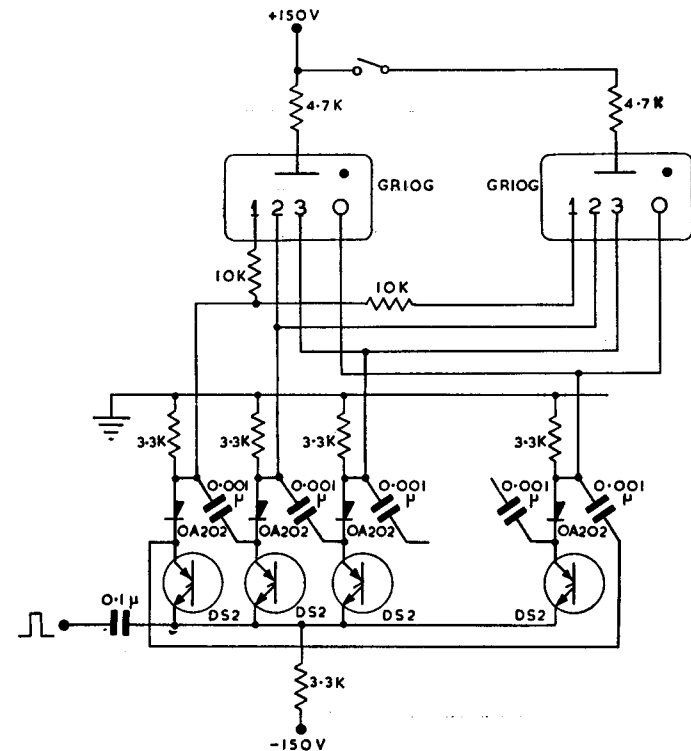 +150V
4·7K
4·7K
GR10G
GR10G
1 2 3 0
1 2 3 0
10K
10K
3·3K
3·3K
3·3K
3·3K
0·001 μ
0·001 μ
0·001 μ
0·001 μ
0·001 μ
OA202
OA202
OA202
OA202
0·1μ
DS2
DS2
DS2
DS2
3·3K
-150V